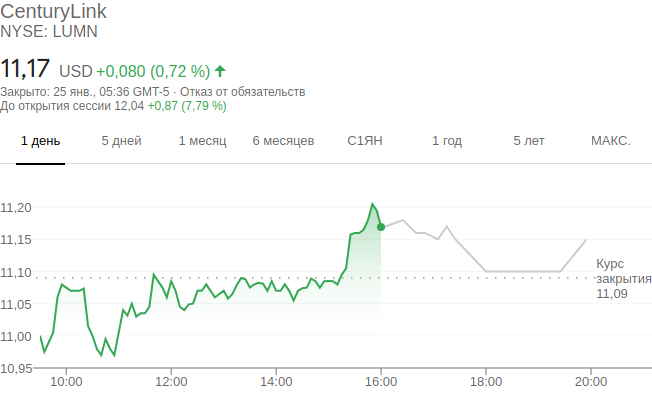 CenturyLink
NYSE: LUMN
11,17 USD +0,080 (0,72 %)
Закрыто: 25 янв., 05:36 GMT-5 · Отказ от обязательств
До открытия сессии 12,04 +0,87 (7,79 %)
1 день 5 дней 1 месяц 6 месяцев С1ЯН 1 год 5 лет МАКС.
11,20
11,15
11,10
11,05
11,00
10,95
Курс
закрытия
11,09
10:00 12:00 14:00 16:00 18:00 20:00